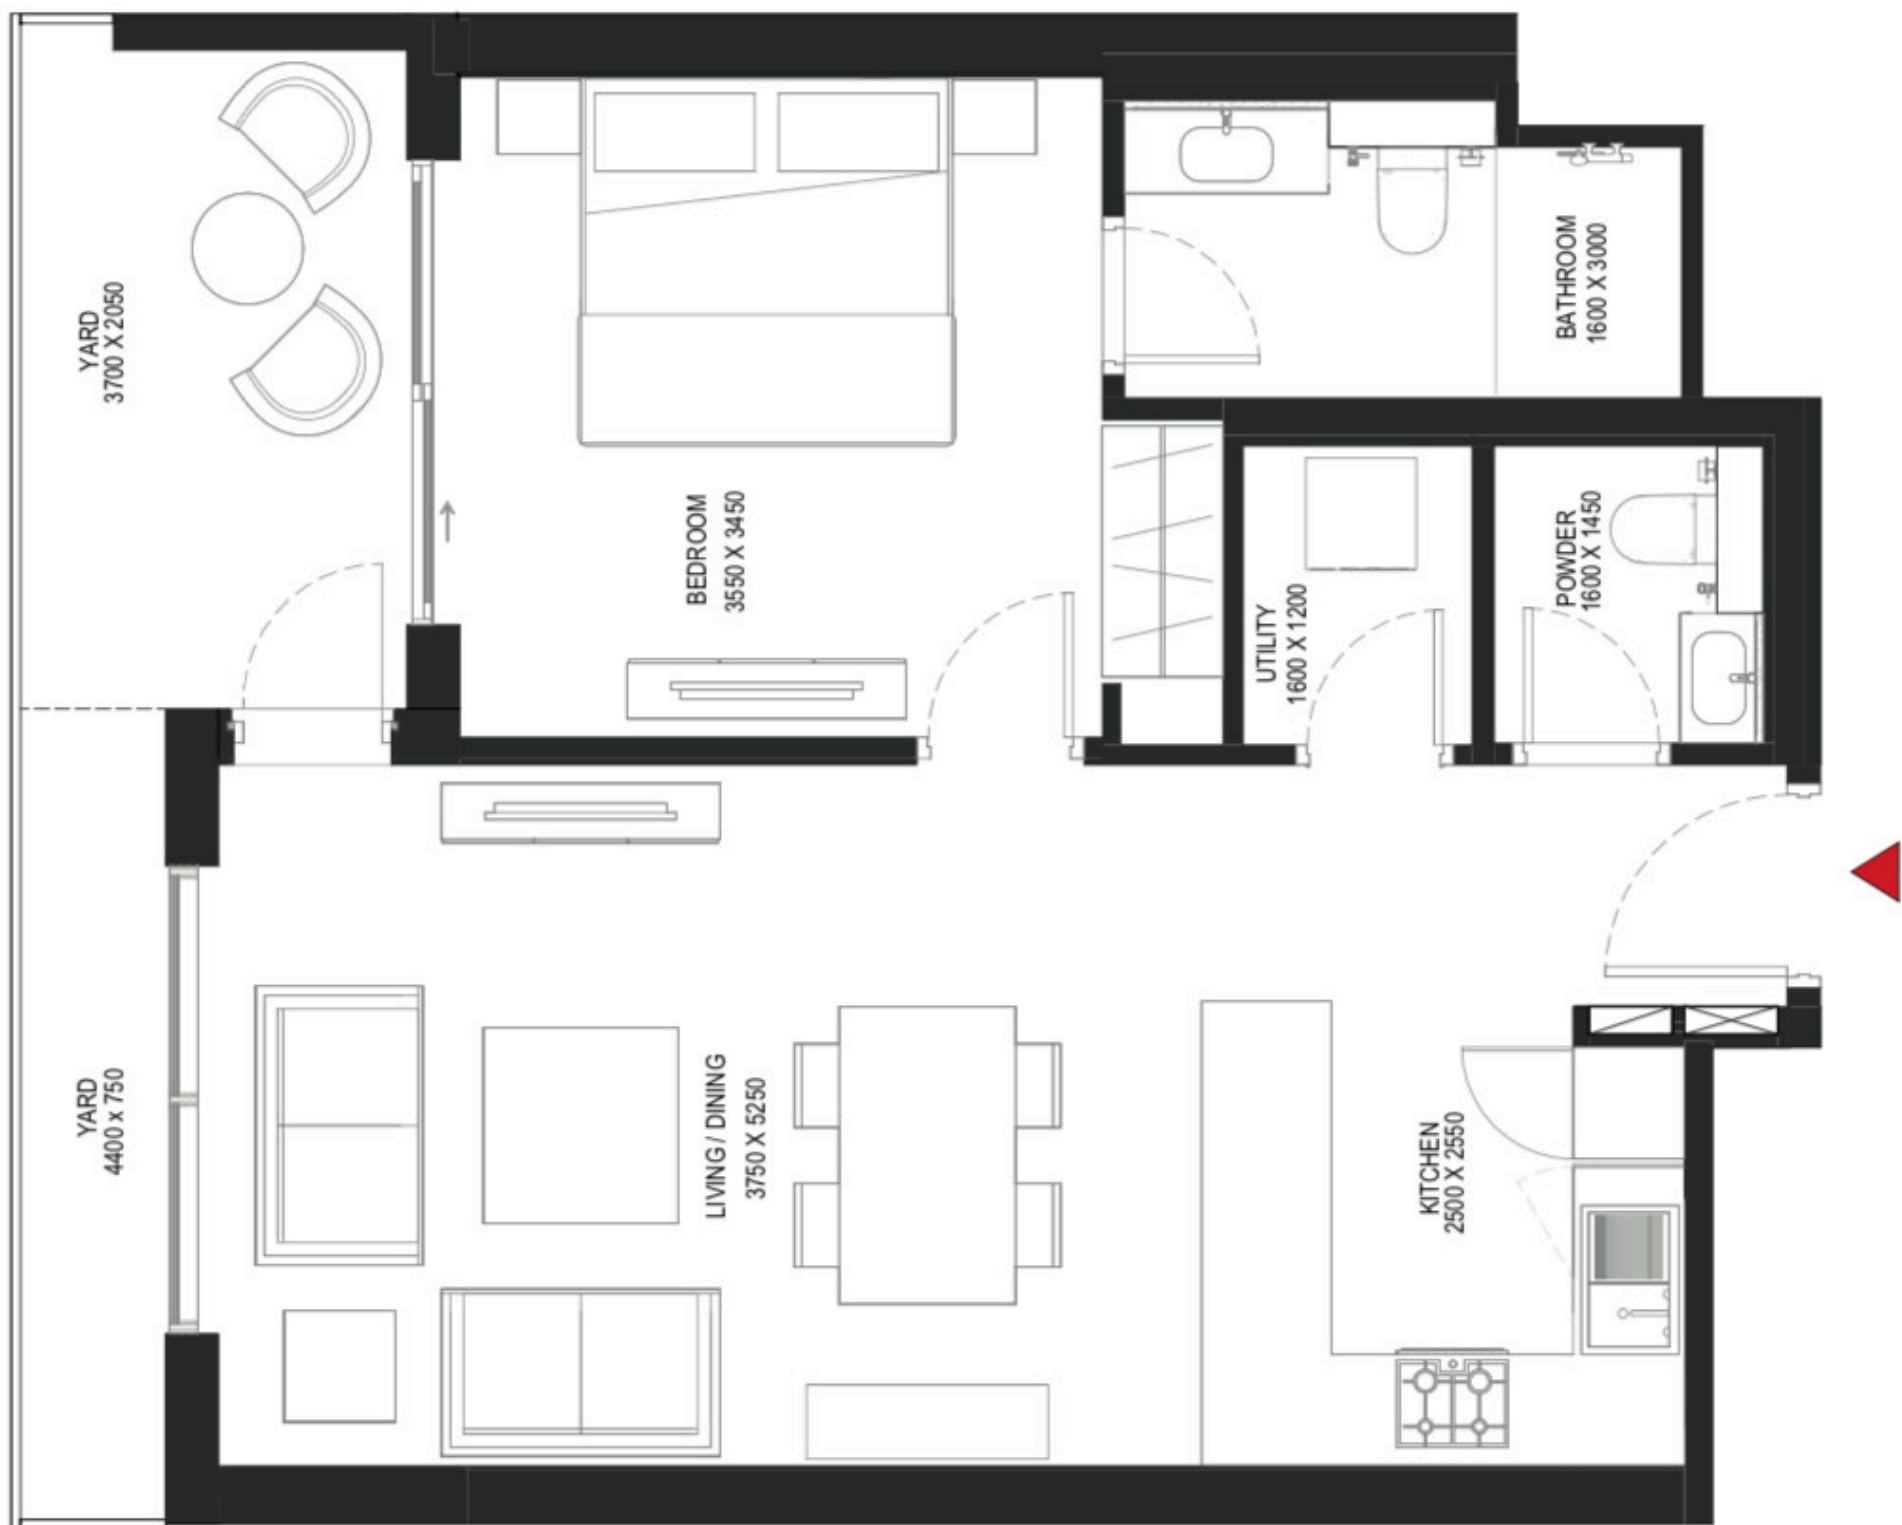 YARD
3700 X 2050
BEDROOM
3550 X 3450
BATHROOM
1600 X 3000
UTILITY
1600 X 1200
POWDER
1600 X 1450
YARD
4400 x 750
LIVING / DINING
3750 X 5250
KITCHEN
2500 X 2550